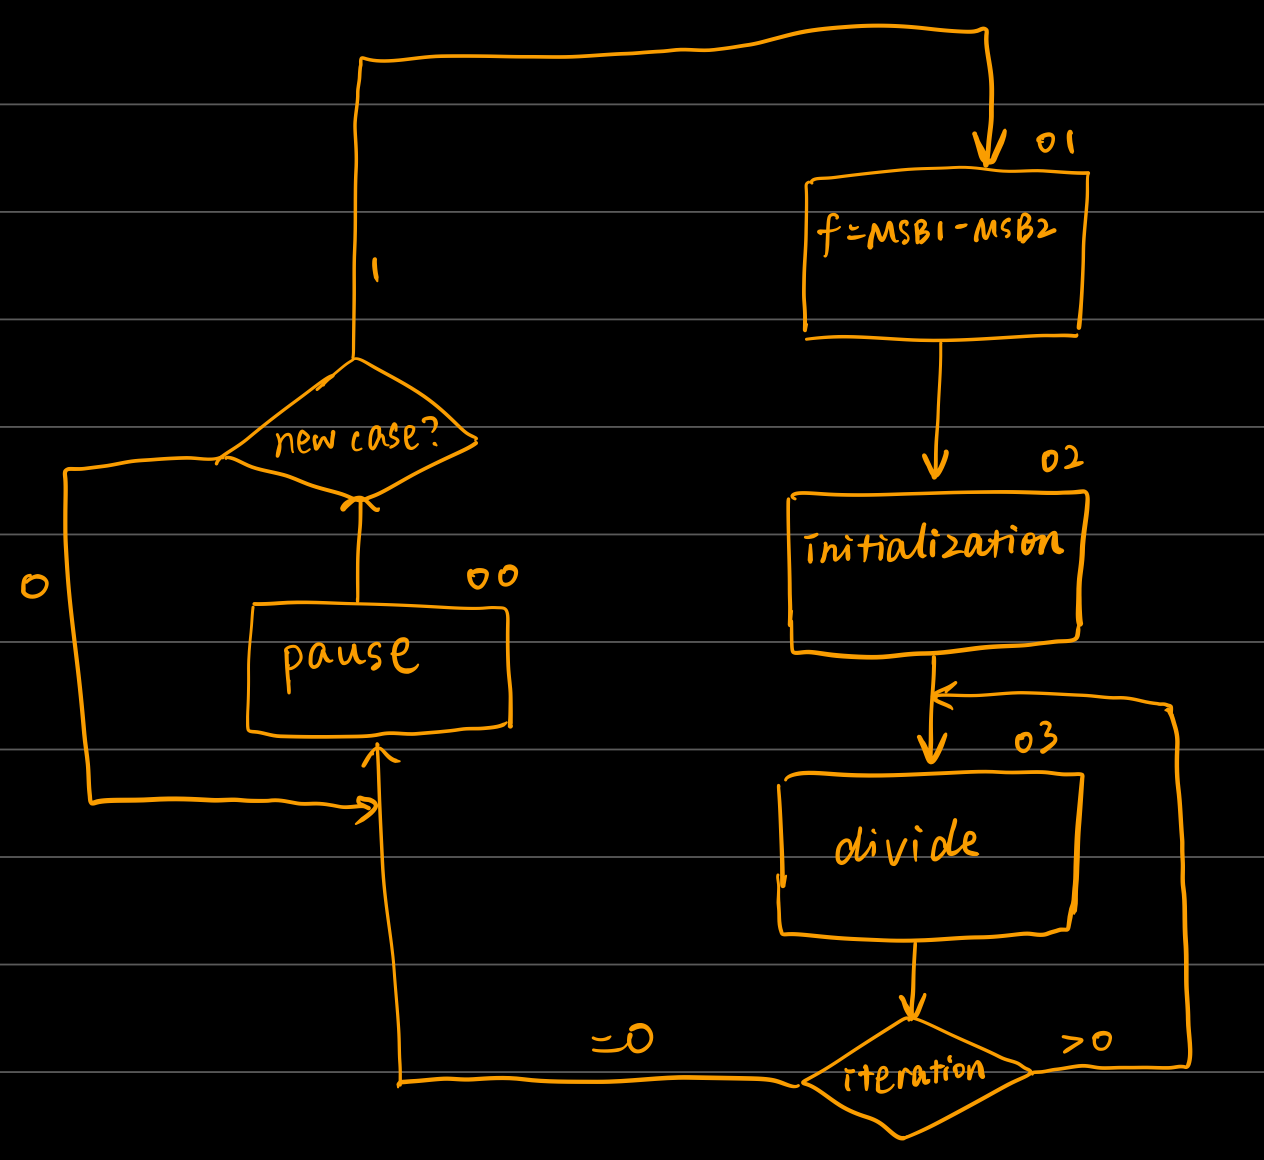 01
f=MSB1-MSB2
1
new case?
02
initialization
0
00
pause
03
divide
=0
>0
iteration